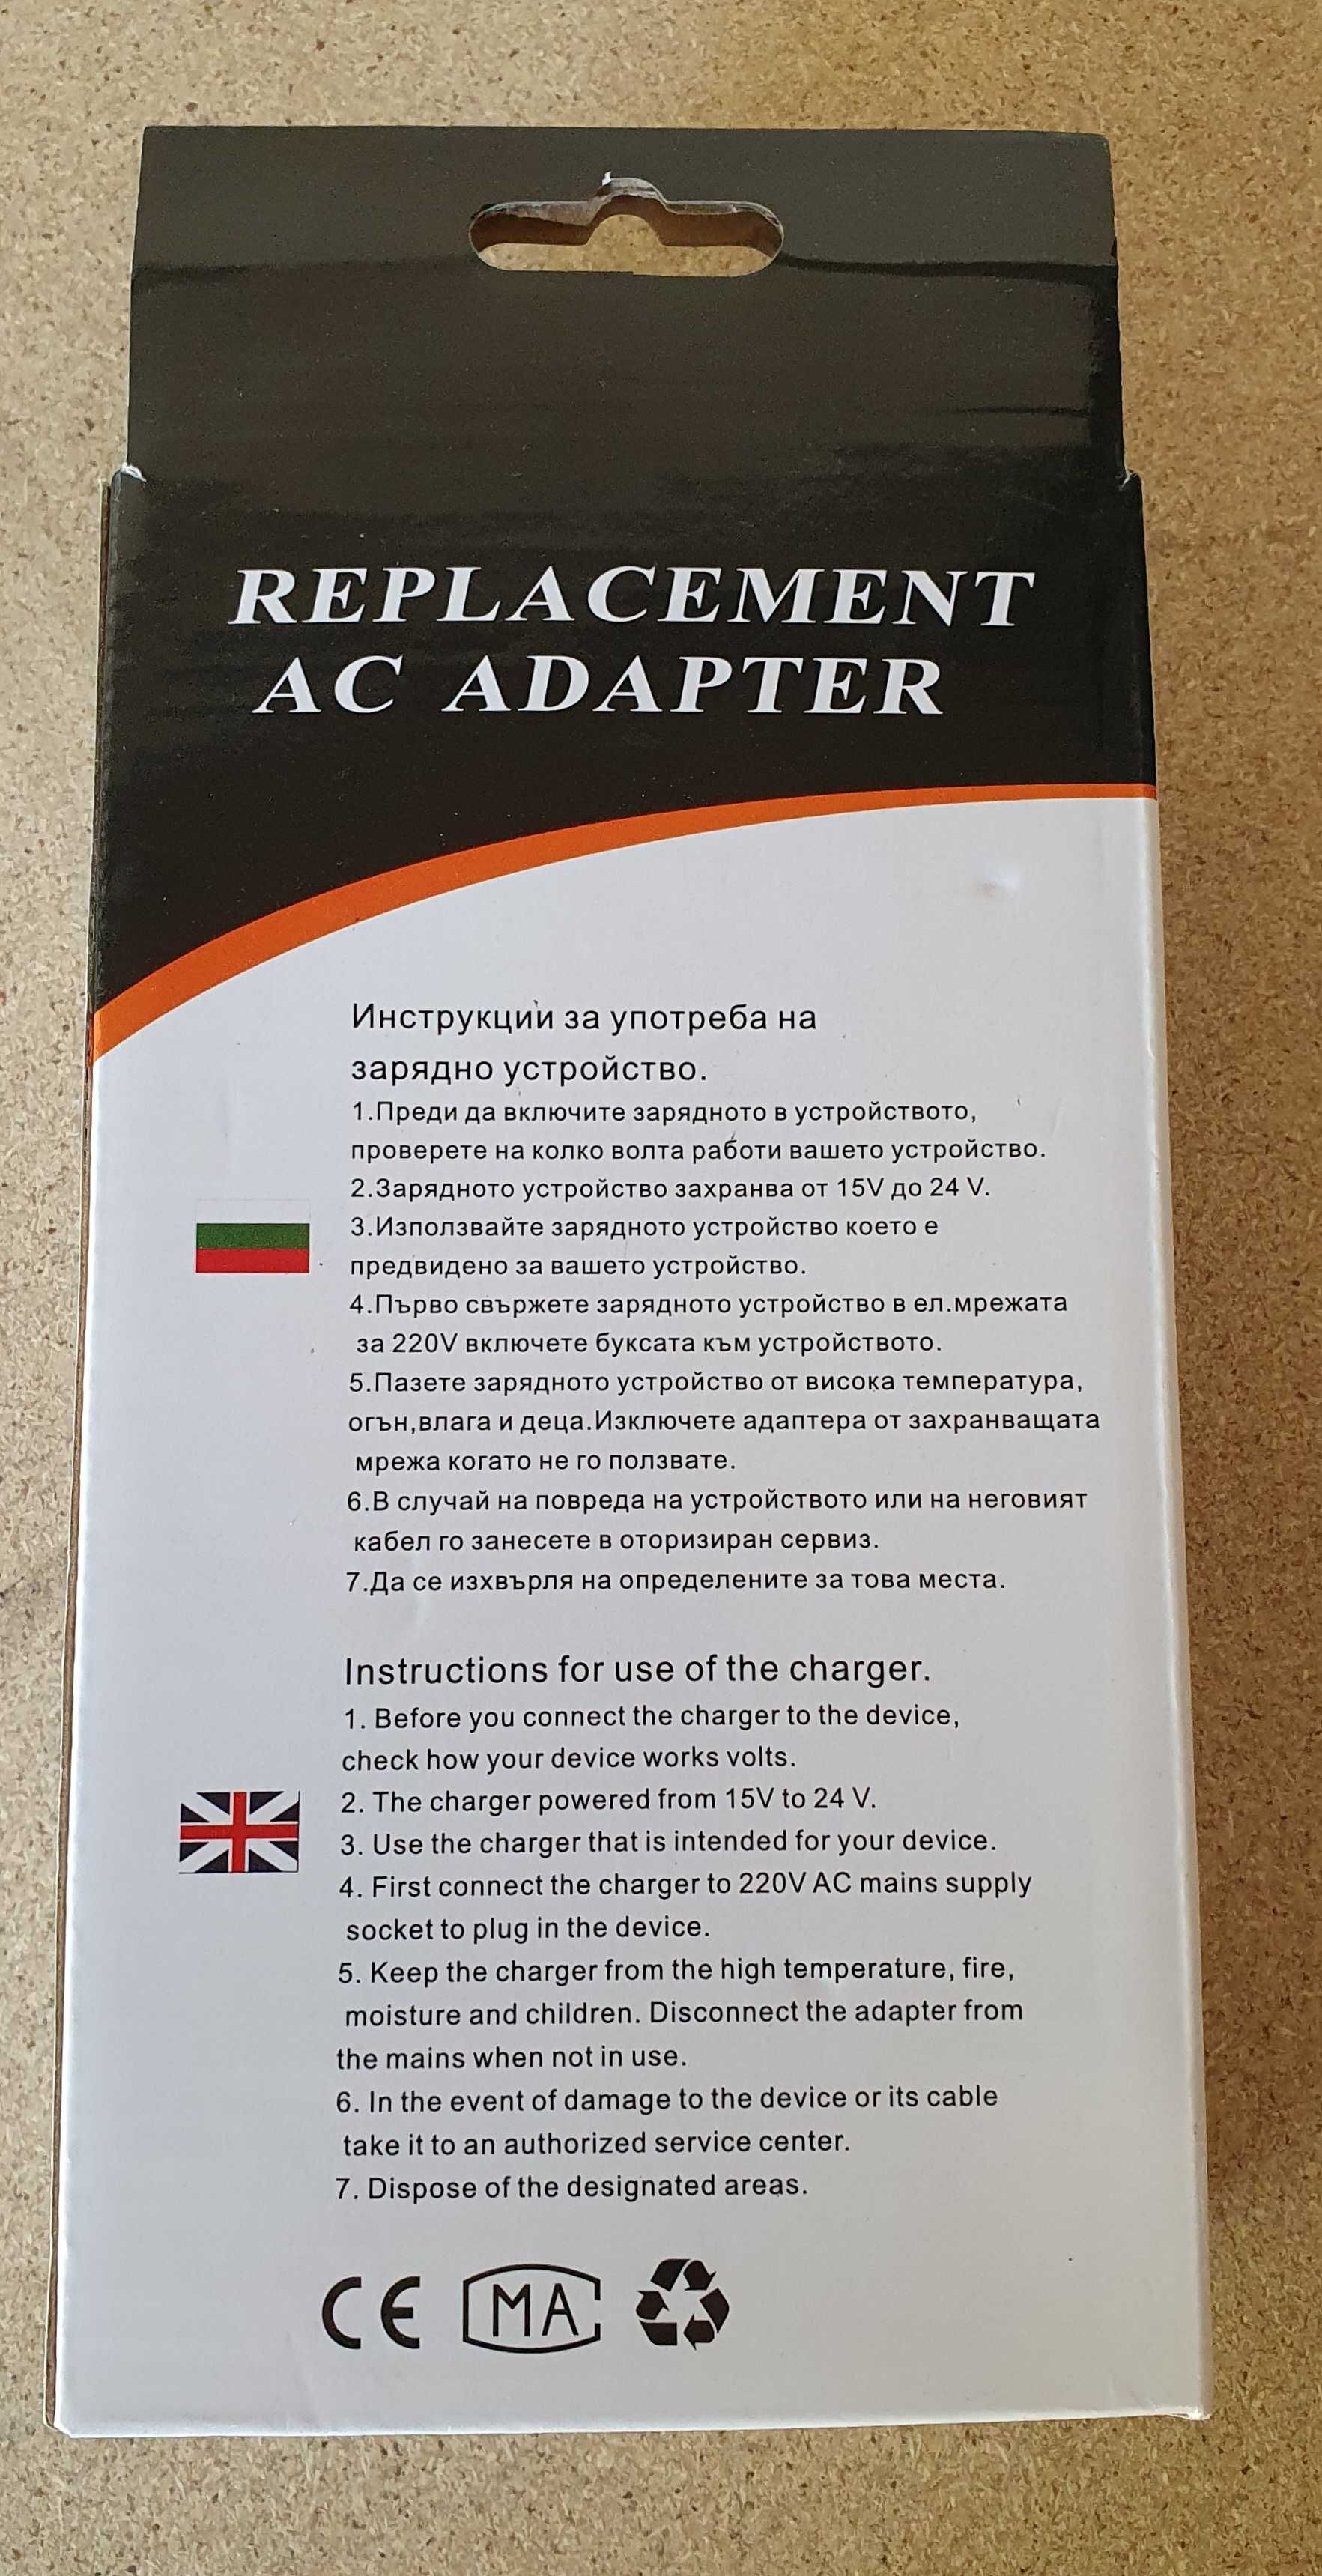 REPLACEMENT
AC ADAPTER
Инструкции за употреба на
зарядно устройство.
1.Преди да включите зарядното в устройството,
проверете на колко волта работи вашето устройство.
2.Зарядното устройство захранва от 15V до 24 V.
3.Използвайте зарядното устройство което е
предвидено за вашето устройство.
4.Първо свържете зарядното устройство в ел.мрежата
за 220V включете буксата към устройството.
5.Пазете зарядното устройство от висока температура,
огън,влага и деца.Изключете адаптера от захранващата
мрежа когато не го ползвате.
6.В случай на повреда на устройството или на неговият
кабел го занесете в оторизиран сервиз.
7.Да се изхвърля на определените за това места.
Instructions for use of the charger.
1. Before you connect the charger to the device,
check how your device works volts.
2. The charger powered from 15V to 24 V.
3. Use the charger that is intended for your device.
4. First connect the charger to 220V AC mains supply
socket to plug in the device.
5. Keep the charger from the high temperature, fire,
moisture and children. Disconnect the adapter from
the mains when not in use.
6. In the event of damage to the device or its cable
take it to an authorized service center.
7. Dispose of the designated areas.
CE MA